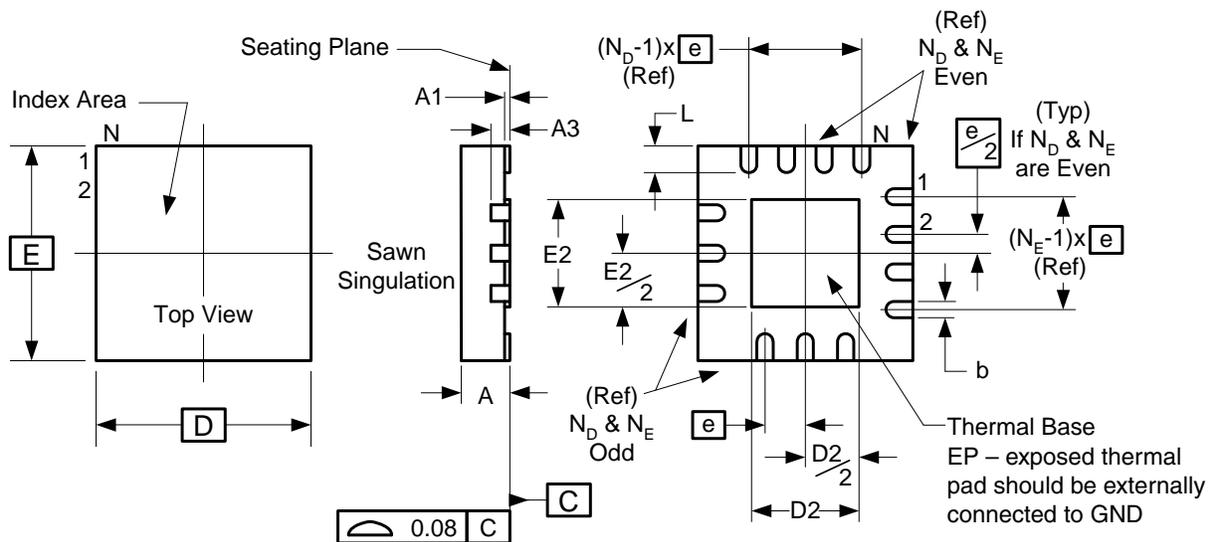 Seating Plane
Index Area
A1
A3
N
1
2
E
Top View
D
Sawn
Singulation
A
C
0.08 C
(N_D-1)x e
(Ref)
(Ref)
N_D & N_E
Even
L
N
e/2
(Typ)
If N_D & N_E
are Even
1
2
(N_E-1)x e
(Ref)
E2
E2/2
b
(Ref)
N_D & N_E
Odd
e
D2/2
D2
Thermal Base
EP – exposed thermal
pad should be externally
connected to GND